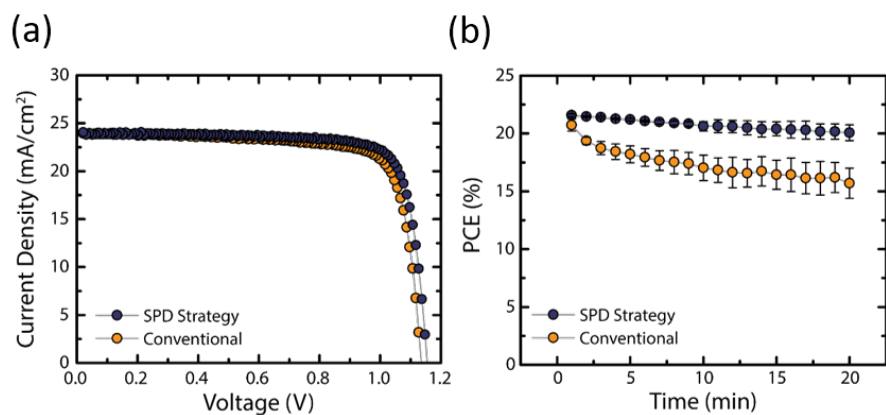 (a)
30
25
20
15
10
5
0
Current Density (mA/cm²)
SPD Strategy
Conventional
0.0 0.2 0.4 0.6 0.8 1.0 1.2
Voltage (V)
(b)
25
20
15
10
5
0
PCE (%)
SPD Strategy
Conventional
0 5 10 15 20
Time (min)